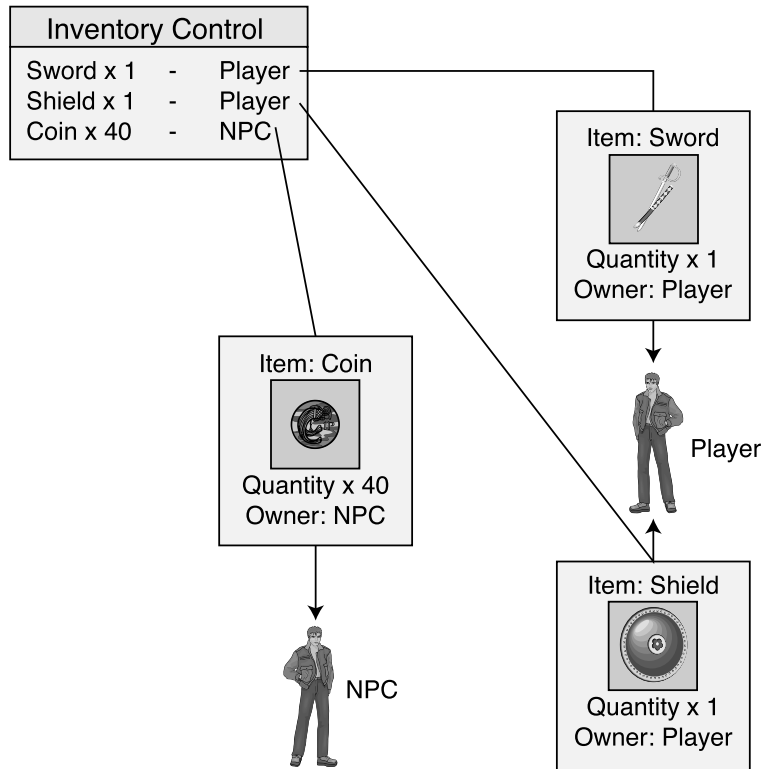 Inventory Control
Sword x 1 - Player
Shield x 1 - Player
Coin x 40 - NPC
Item: Sword
Quantity x 1
Owner: Player
Item: Coin
Quantity x 40
Owner: NPC
Player
Item: Shield
Quantity x 1
Owner: Player
NPC